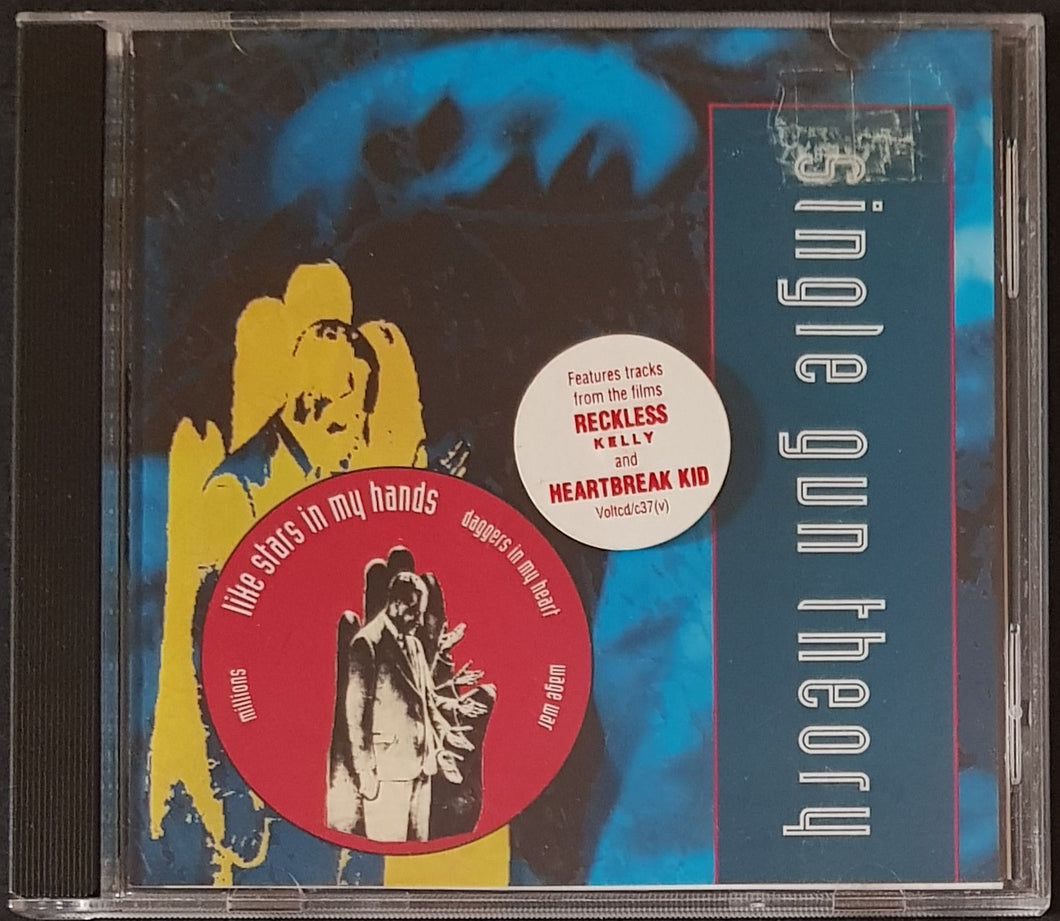 single gun theory
Features tracks
from the films
RECKLESS
KELLY
and
HEARTBREAK KID
Voltcd/c37(v)
like stars in my hands
daggers in my heart
millions
wage war